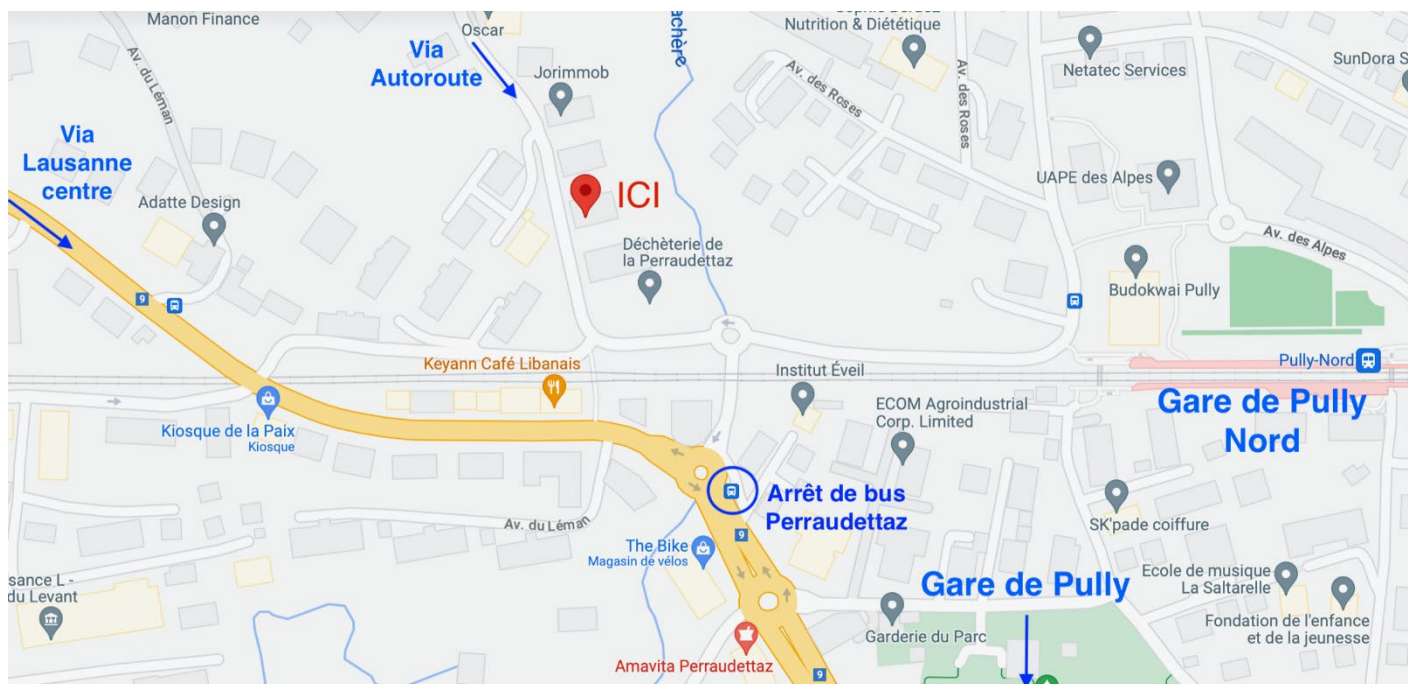 Manon Finance
Oscar
achère
Nutrition & Diététique
Netatec Services
SunDora S
Via
Autoroute
Jorimmob
Av. du Léman
Av. des Roses
Av. des Roses
Via
Lausanne
centre
Adatte Design
ICI
UAPE des Alpes
Déchèterie de
la Perraudettaz
Av. des Alpes
Budokwai Pully
9
Keyann Café Libanais
Institut Éveil
Pully-Nord
Gare de Pully
Nord
ECOM Agroindustrial
Corp. Limited
Kiosque de la Paix
Kiosque
Arrêt de bus
Perraudettaz
Av. du Léman
SK'pade coiffure
9
The Bike
Magasin de vélos
Gare de Pully
Ecole de musique
La Saltarelle
sance L -
du Levant
Garderie du Parc
Fondation de l'enfance
et de la jeunesse
Amavita Perraudettaz
9